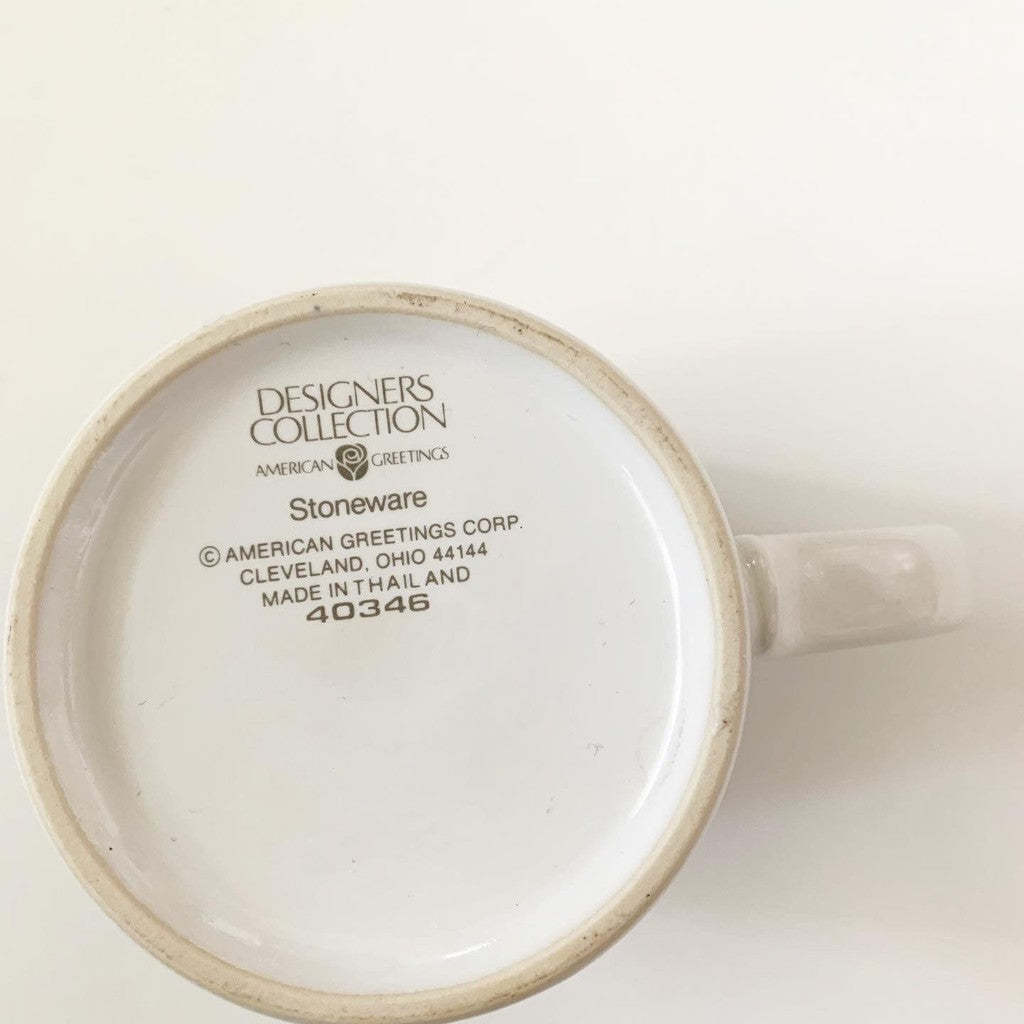 DESIGNERS
COLLECTION
AMERICAN GREETINGS
Stoneware
© AMERICAN GREETINGS CORP.
CLEVELAND, OHIO 44144
MADE IN THAILAND
40346